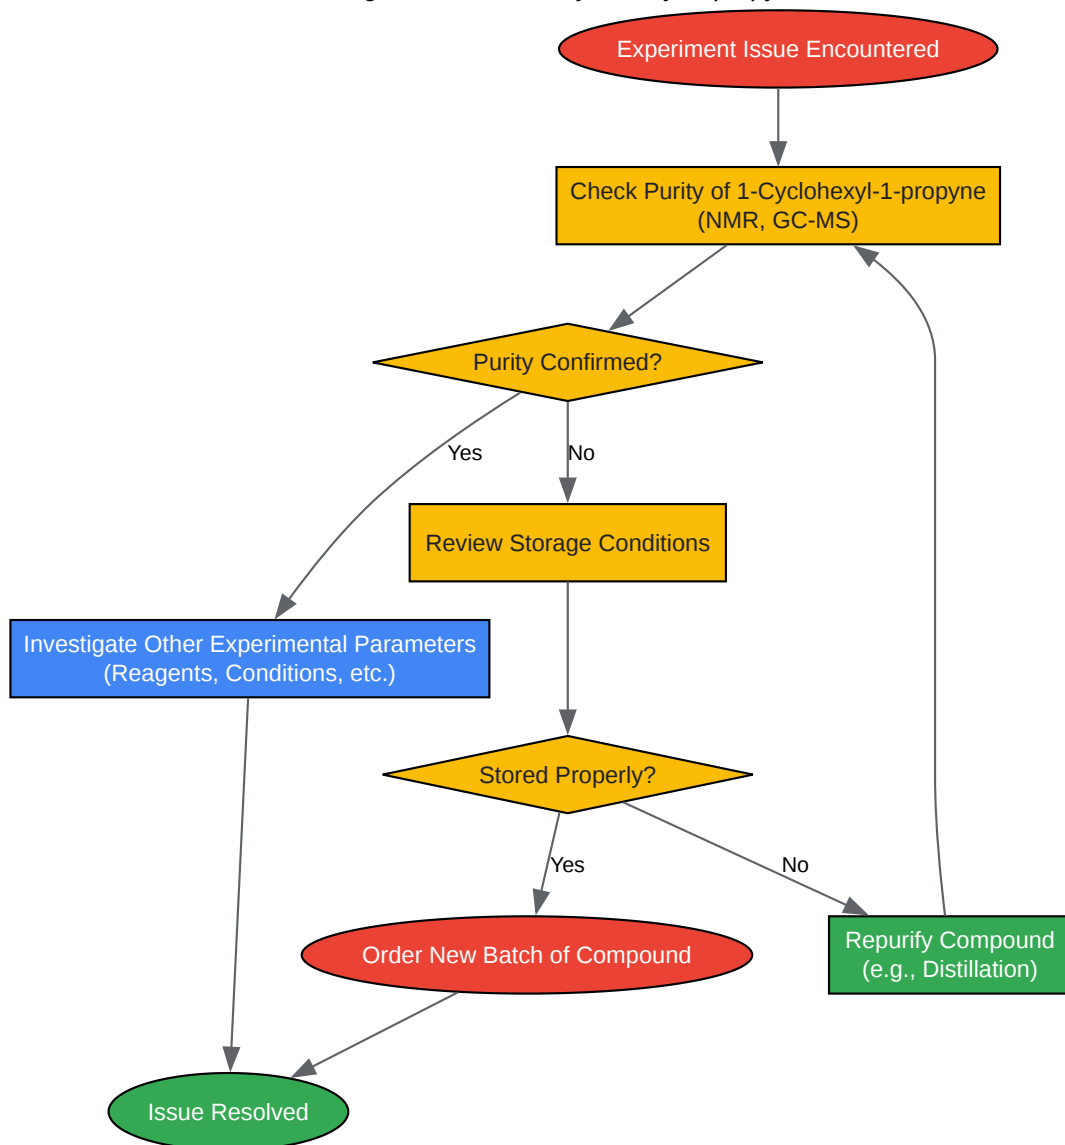 Experiment Issue Encountered
Check Purity of 1-Cyclohexyl-1-propyne
(NMR, GC-MS)
Purity Confirmed?
Yes
No
Review Storage Conditions
Investigate Other Experimental Parameters
(Reagents, Conditions, etc.)
Stored Properly?
Yes
No
Order New Batch of Compound
Repurify Compound
(e.g., Distillation)
Issue Resolved